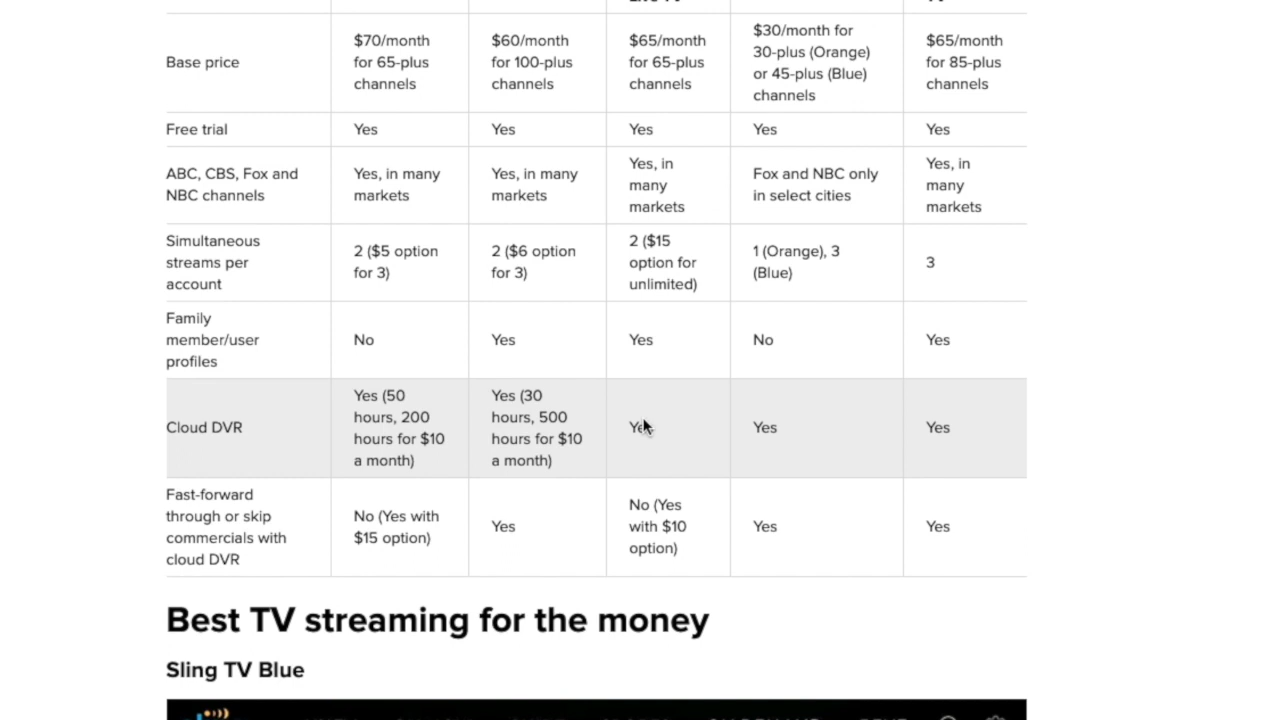 TV
Base price
$70/month
for 65-plus
channels
$60/month
for 100-plus
channels
$65/month
for 65-plus
channels
$30/month for
30-plus (Orange)
or 45-plus (Blue)
channels
$65/month
for 85-plus
channels
Free trial
Yes
Yes
Yes
Yes
Yes
ABC, CBS, Fox and
NBC channels
Yes, in many
markets
Yes, in many
markets
Yes, in
many
markets
Fox and NBC only
in select cities
Yes, in
many
markets
Simultaneous
streams per
account
2 ($5 option
for 3)
2 ($6 option
for 3)
2 ($15
option for
unlimited)
1 (Orange), 3
(Blue)
3
Family
member/user
profiles
No
Yes
Yes
No
Yes
Cloud DVR
Yes (50
hours, 200
hours for $10
a month)
Yes (30
hours, 500
hours for $10
a month)
Yes
Yes
Yes
Fast-forward
through or skip
commercials with
cloud DVR
No (Yes with
$15 option)
Yes
No (Yes
with $10
option)
Yes
Yes
Best TV streaming for the money
Sling TV Blue